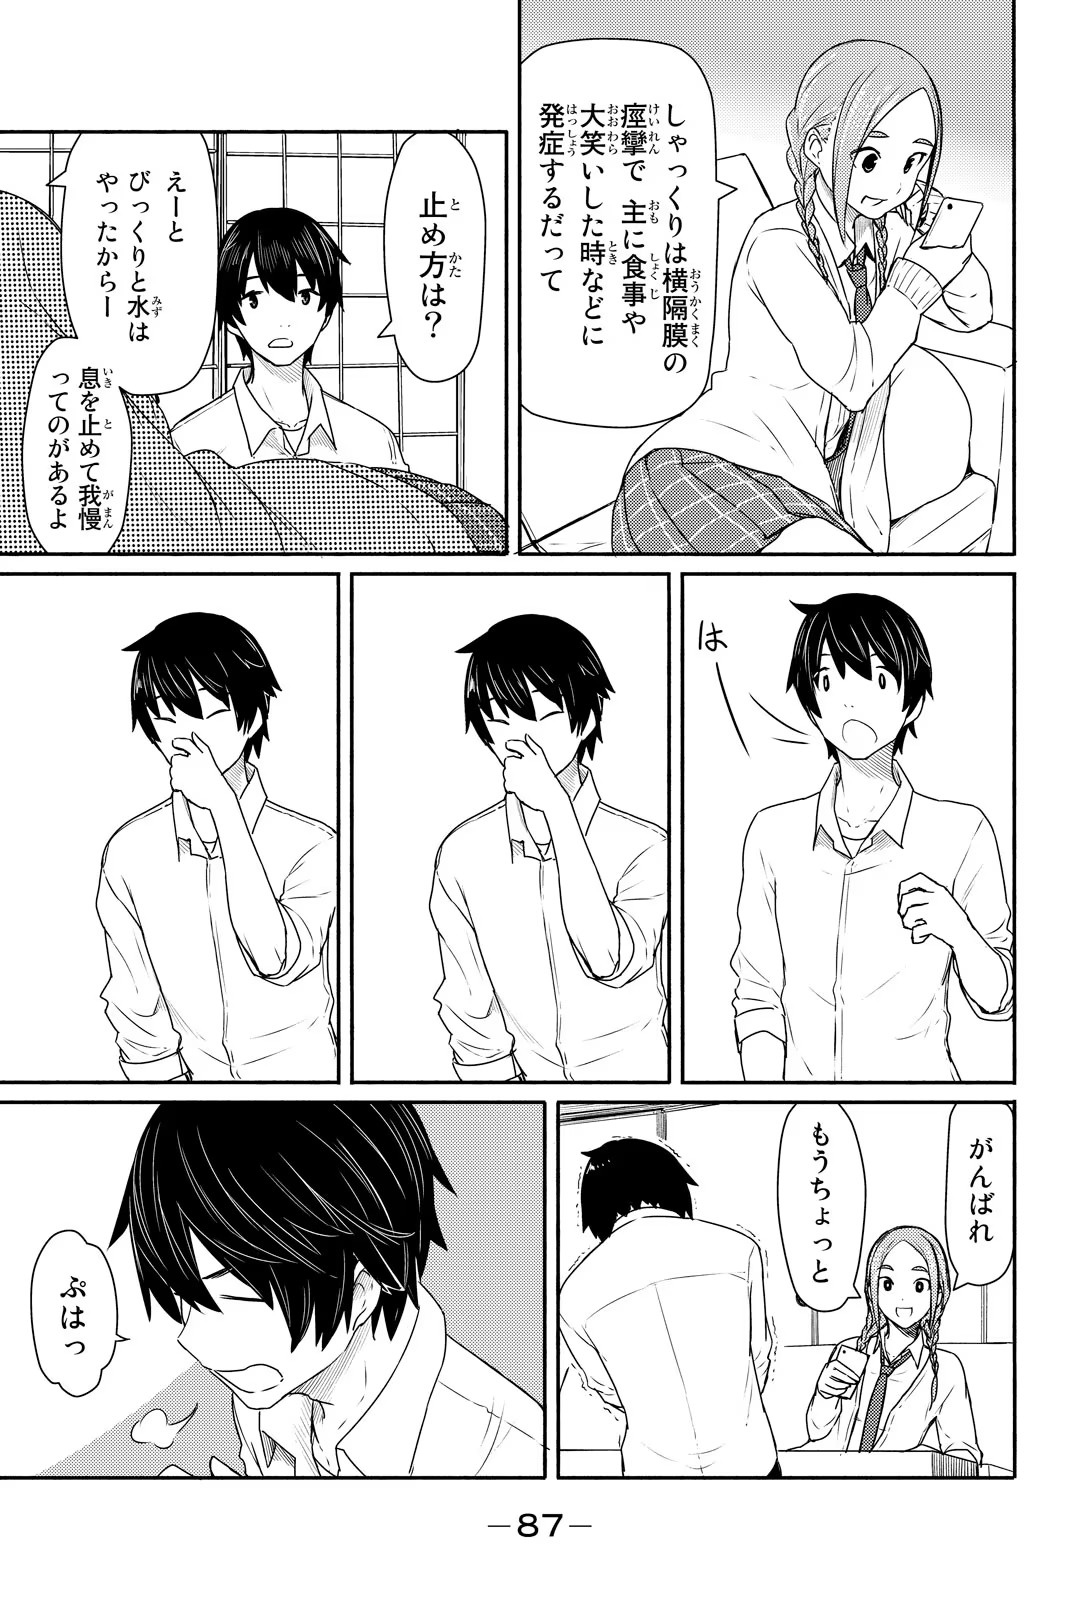 しゃっくりは横隔膜の
痙攣で 主に食事や
大笑いした時などに
発症するだって
止め方は？
えーと
びっくりと水は
やったからー
息を止めて我慢
ってのがあるよ
は
がんばれ
もうちょっと
ぷはっ
—87—